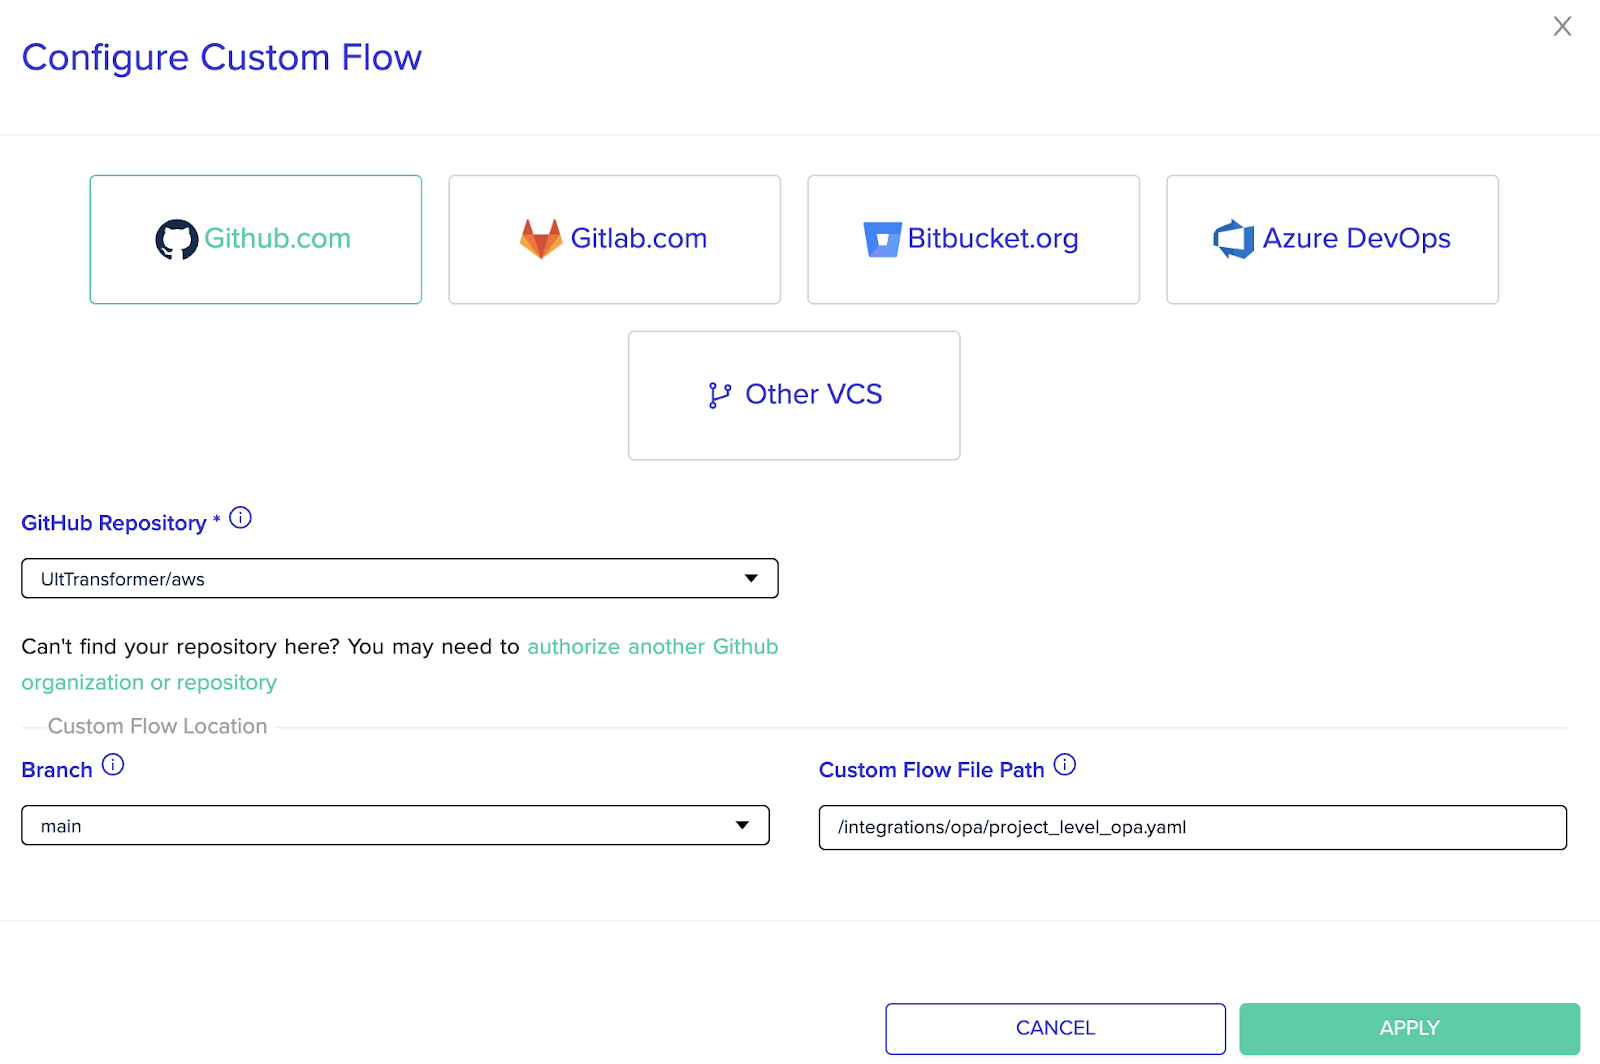 X
Configure Custom Flow
Github.com
Gitlab.com
Bitbucket.org
Azure DevOps
Other VCS
GitHub Repository *
UltTransformer/aws
Can't find your repository here? You may need to authorize another Github
organization or repository
Custom Flow Location
Branch
Custom Flow File Path
main
/integrations/opa/project_level_opa.yaml
CANCEL
APPLY